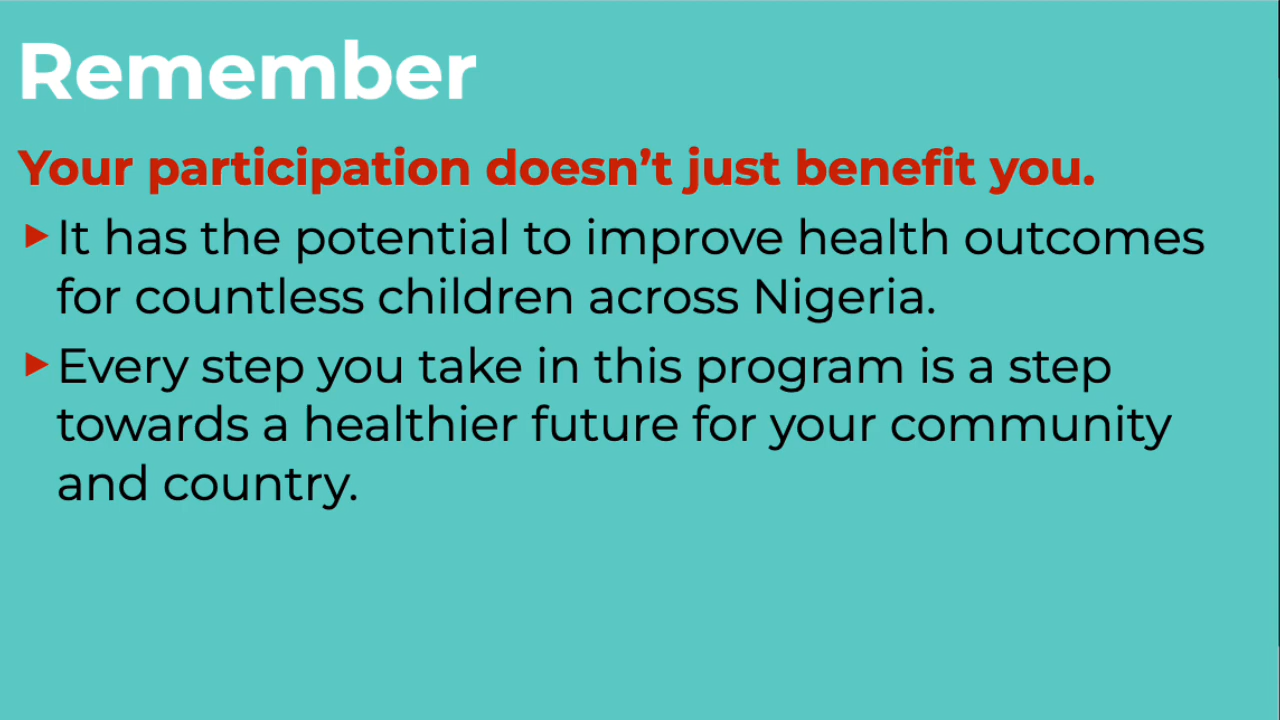 Remember
Your participation doesn’t just benefit you.
▶It has the potential to improve health outcomes
for countless children across Nigeria.
▶Every step you take in this program is a step
towards a healthier future for your community
and country.